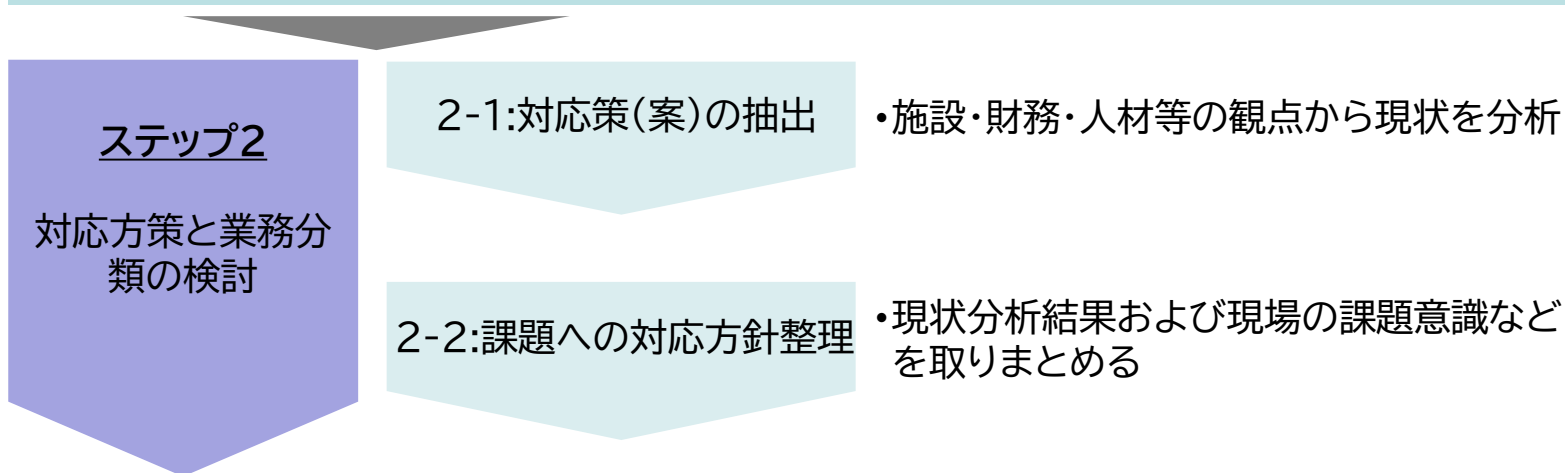 ステップ2
対応方策と業務分
類の検討
2-1:対応策(案)の抽出
•施設・財務・人材等の観点から現状を分析
2-2:課題への対応方針整理
•現状分析結果および現場の課題意識など
を取りまとめる